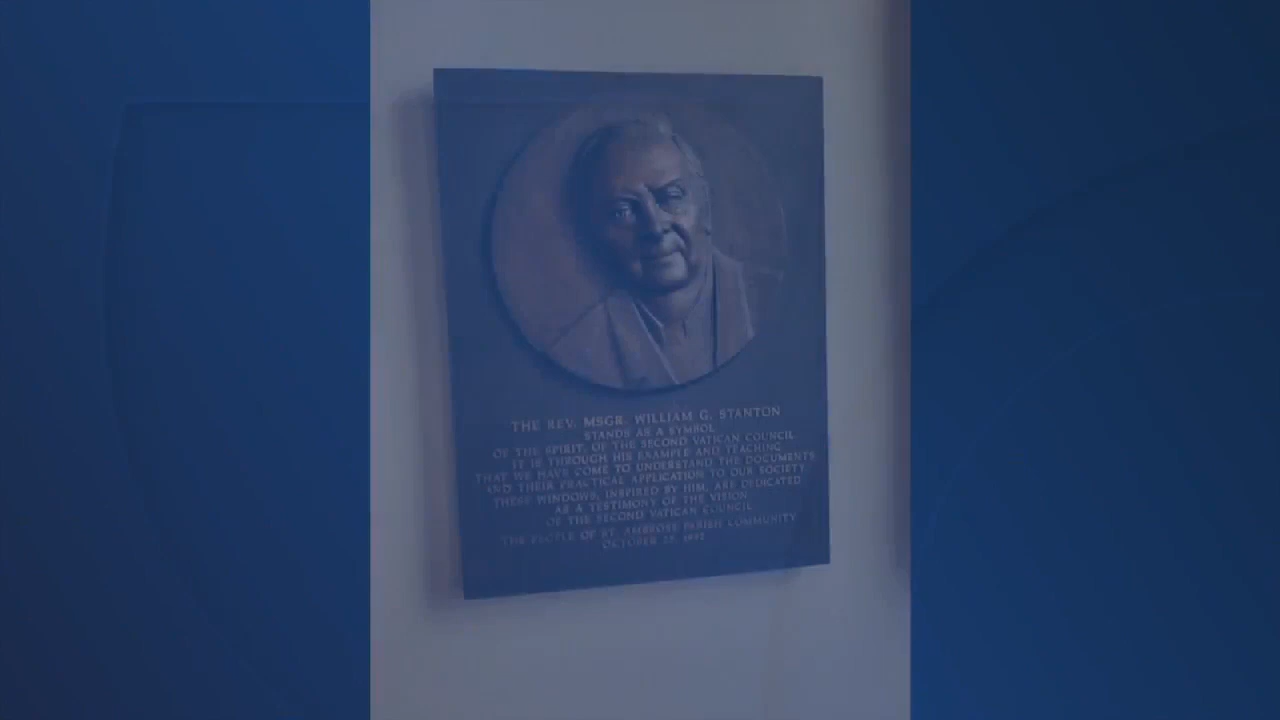 THE REV. MSGR. WILLIAM G. STANTON
STANDS AS A SYMBOL
OF THE SPIRIT, OF THE SECOND VATICAN COUNCIL.
IT IS THROUGH HIS EXAMPLE AND TEACHING
THAT WE HAVE COME TO UNDERSTAND THE DOCUMENTS
AND THEIR PRACTICAL APPLICATION TO OUR SOCIETY.
THESE WINDOWS, INSPIRED BY HIM, ARE DEDICATED
AS A TESTIMONY OF THE VISION
OF THE SECOND VATICAN COUNCIL
THE PEOPLE OF ST. AMBROSE PARISH COMMUNITY
OCTOBER